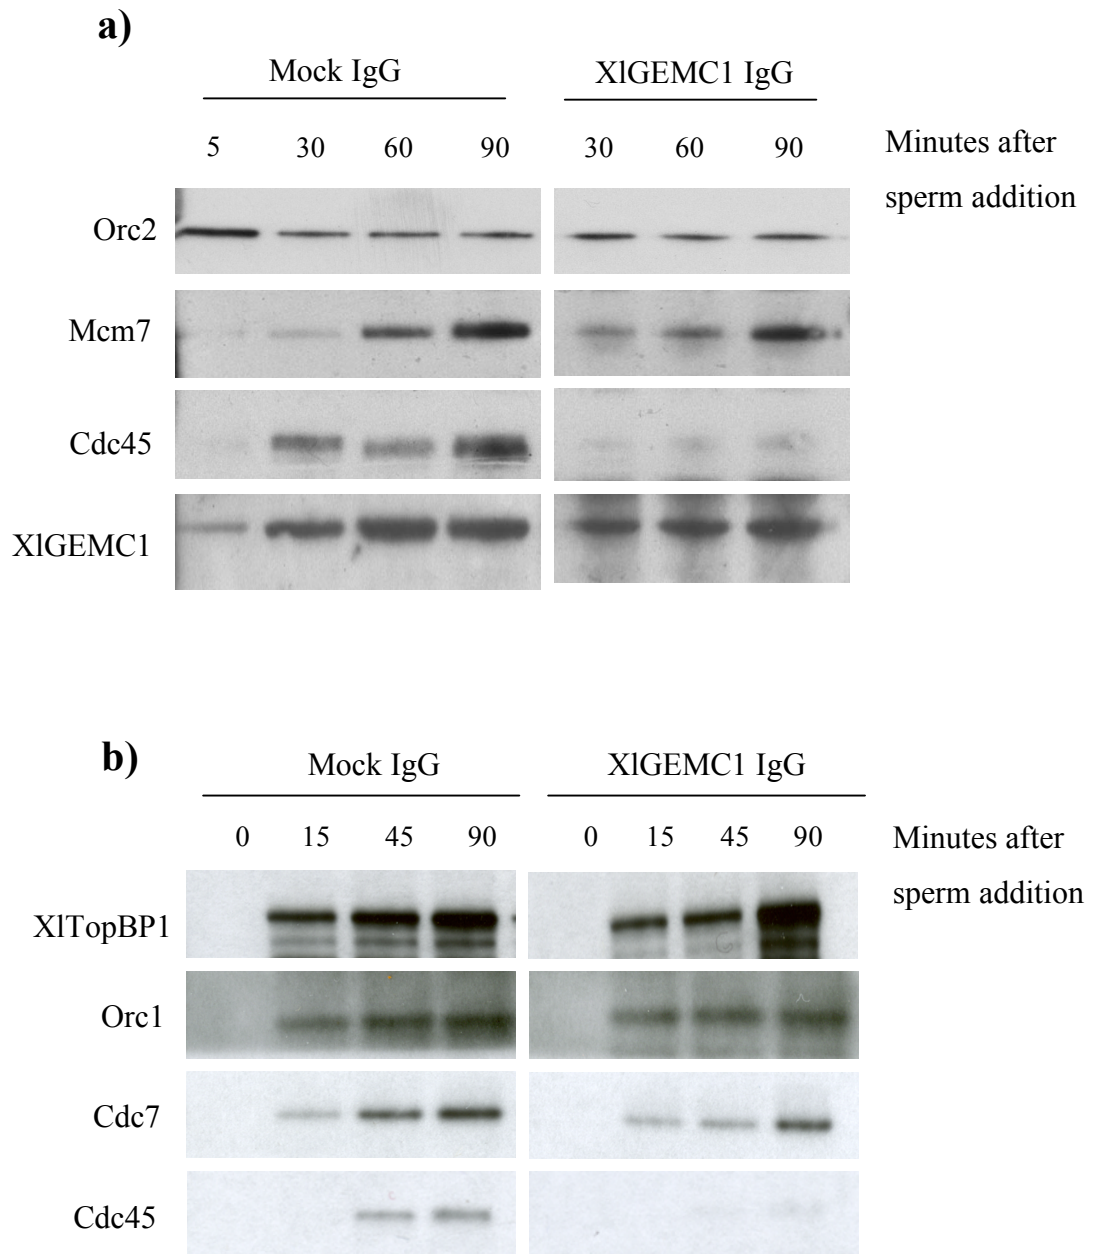 a)
Mock IgG
XlGEMC1 IgG
5 30 60 90 30 60 90
Minutes after
sperm addition
Orc2
Mcm7
Cdc45
XlGEMC1
b)
Mock IgG
XlGEMC1 IgG
0 15 45 90 0 15 45 90
Minutes after
sperm addition
XlTopBP1
Orc1
Cdc7
Cdc45